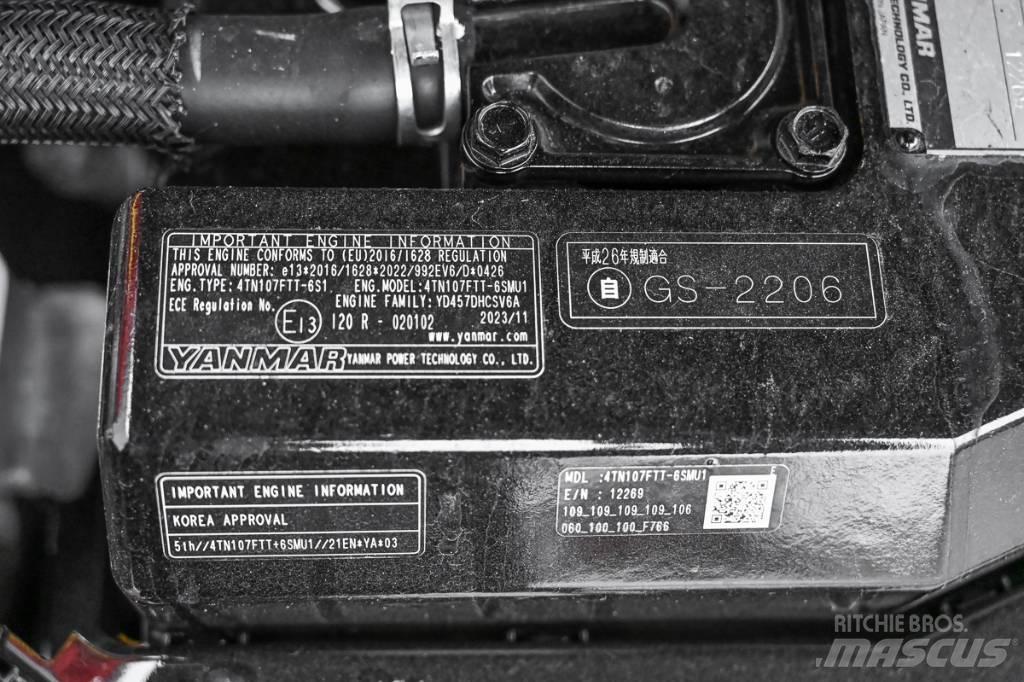 NMAR
TECHNOLOGY CO., LTD.
IMPORTANT ENGINE INFORMATION
THIS ENGINE CONFORMS TO (EU)2016/1628 REGULATION
APPROVAL NUMBER: e13*2016/1628*2022/992EV6/D*0426
ENG.TYPE: 4TN107FTT-6S1 ENG.MODEL:4TN107FTT-6SMU1
ENGINE FAMILY: YD457DHCSV6A
ECE Regulation No. 2023/11
E13 120 R - 020102
www.yanmar.com
YANMAR YANMAR POWER TECHNOLOGY CO., LTD.
平成26年規制適合
自 GS-2206
IMPORTANT ENGINE INFORMATION
KOREA APPROVAL
5th//4TN107FTT+6SMU1//21EN*YA*03
MDL :4TN107FTT-6SMU1 E
E/N : 12269
109_109_109_109_106
060_100_100_F766
RITCHIE BROS.
MASCUS